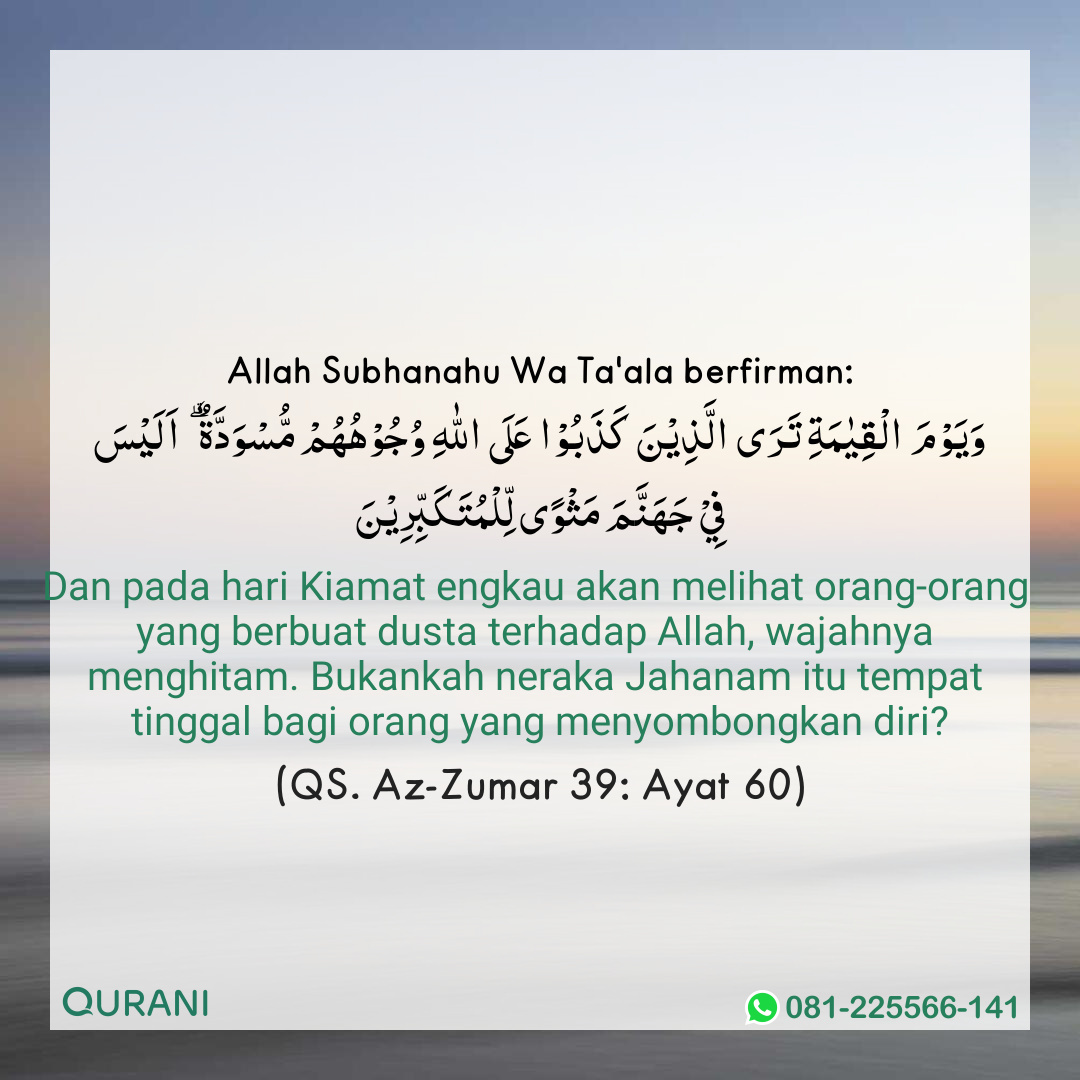 Allah Subhanahu Wa Ta'ala berfirman:
وَيَوْمَ الْقِيٰمَةِ تَرَى الَّذِيْنَ كَذَبُوْا عَلَى اللّٰهِ وُجُوْهُهُمْ مُّسْوَدَّةٌ ۗ اَلَيْسَ
فِيْ جَهَنَّمَ مَثْوًى لِّلْمُتَكَبِّرِيْنَ
Dan pada hari Kiamat engkau akan melihat orang-orang
yang berbuat dusta terhadap Allah, wajahnya
menghitam. Bukankah neraka Jahanam itu tempat
tinggal bagi orang yang menyombongkan diri?
(QS. Az-Zumar 39: Ayat 60)
QURANI
081-225566-141